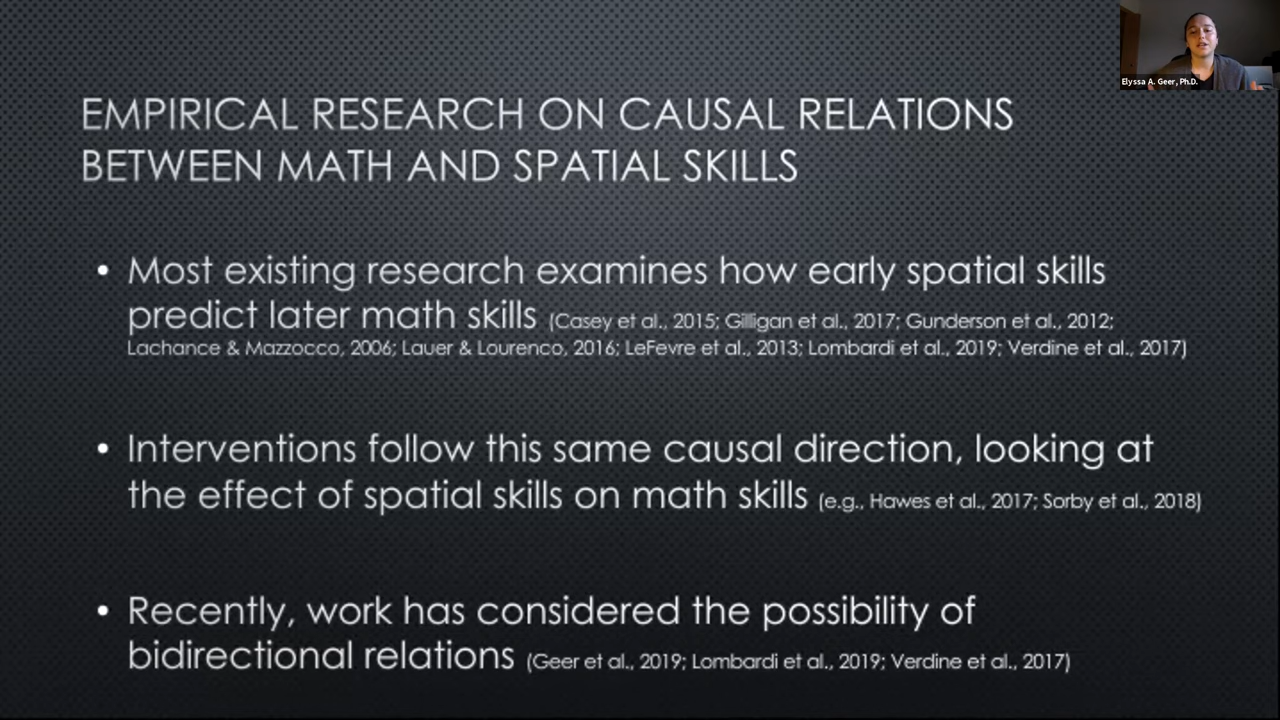 Elyssa A. Geer, Ph.D.
EMPIRICAL RESEARCH ON CAUSAL RELATIONS
BETWEEN MATH AND SPATIAL SKILLS
• Most existing research examines how early spatial skills
predict later math skills (Casey et al., 2015; Gilligan et al., 2017; Gunderson et al., 2012;
Lachance & Mazzocco, 2006; Lauer & Lourenco, 2016; LeFevre et al., 2013; Lombardi et al., 2019; Verdine et al., 2017)
• Interventions follow this same causal direction, looking at
the effect of spatial skills on math skills (e.g., Hawes et al., 2017; Sorby et al., 2018)
• Recently, work has considered the possibility of
bidirectional relations (Geer et al., 2019; Lombardi et al., 2019; Verdine et al., 2017)